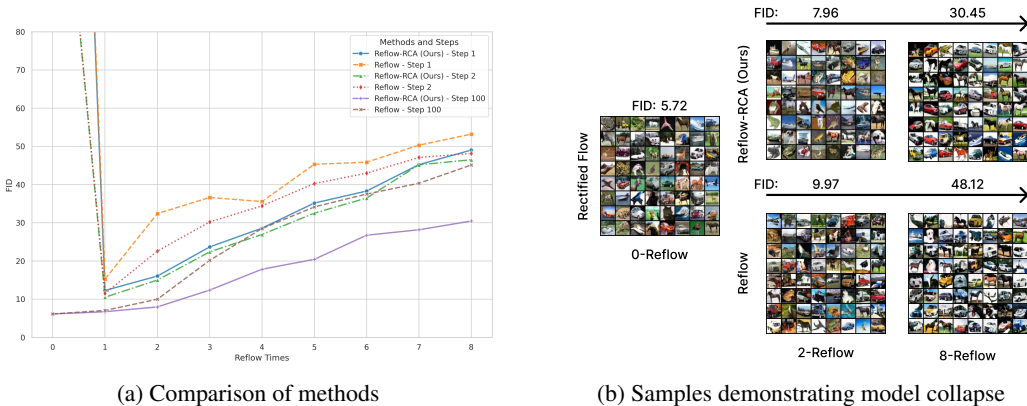 80
70
60
50
40
30
20
10
0
FID
0
1
2
3
4
5
6
7
8
Reflow Times
Methods and Steps
Reflow-RCA (Ours) - Step 1
Reflow - Step 1
Reflow-RCA (Ours) - Step 2
Reflow - Step 2
Reflow-RCA (Ours) - Step 100
Reflow - Step 100
(a) Comparison of methods
Rectified Flow
FID: 5.72
0-Reflow
Reflow-RCA (Ours)
FID: 7.96 30.45
Reflow
FID: 9.97 48.12
2-Reflow 8-Reflow
(b) Samples demonstrating model collapse